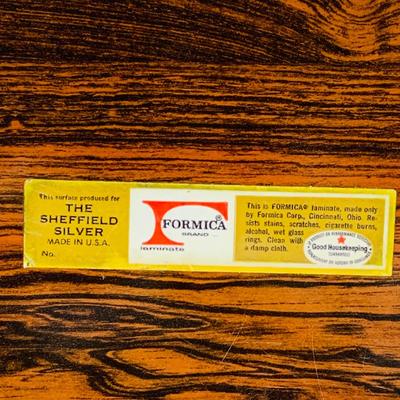 This surface produced for
THE
SHEFFIELD
SILVER
MADE IN U.S.A.
No.
FORMICA®
BRAND
laminate
This is FORMICA® laminate, made only
by Formica Corp., Cincinnati, Ohio. Re-
sists stains, scratches, cigarette burns,
alcohol, wet glass
rings. Clean with
a damp cloth.
Good Housekeeping
GUARANTEES